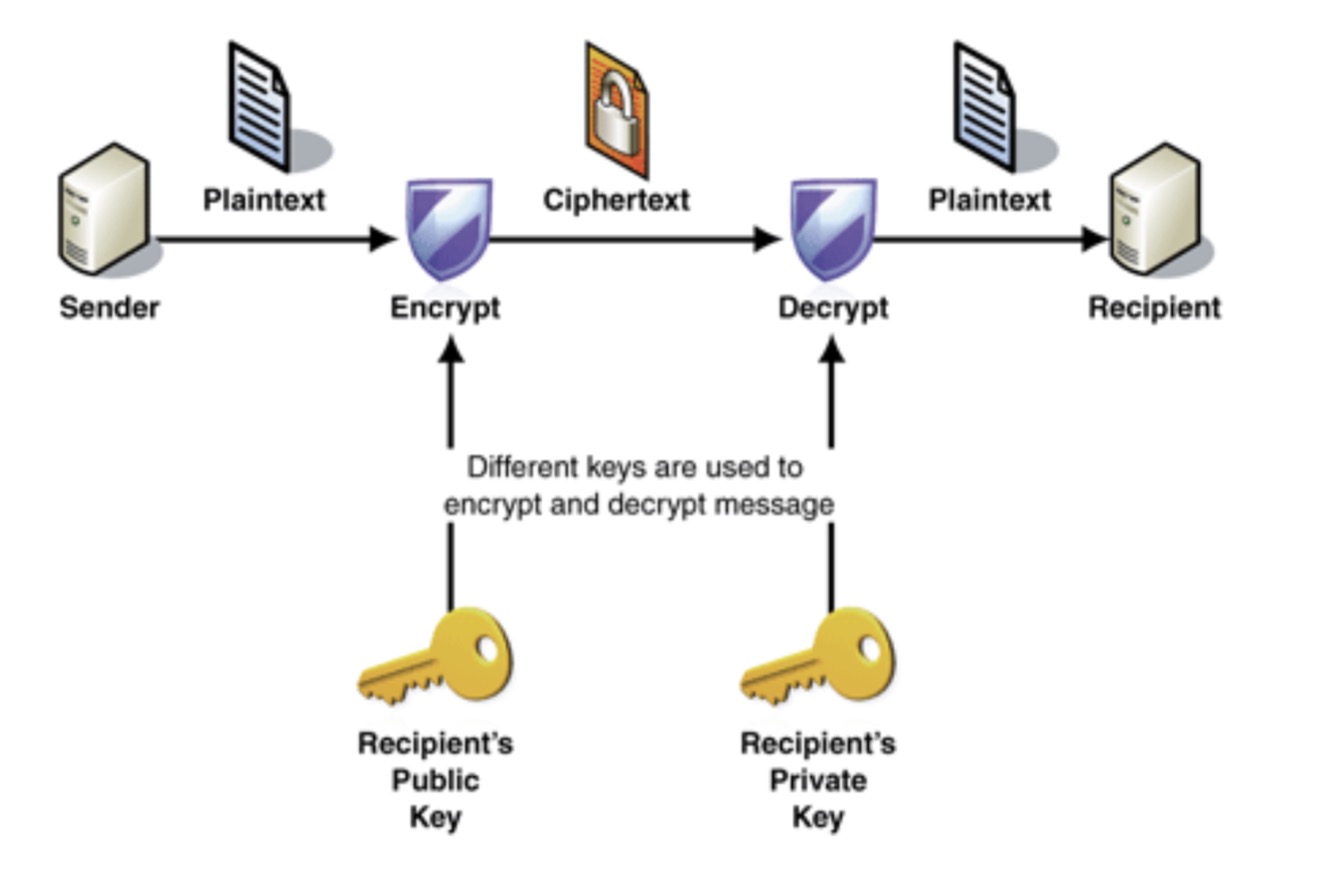 Plaintext
Ciphertext
Plaintext
Sender
Encrypt
Decrypt
Recipient
Different keys are used to
encrypt and decrypt message
Recipient's
Public
Key
Recipient's
Private
Key